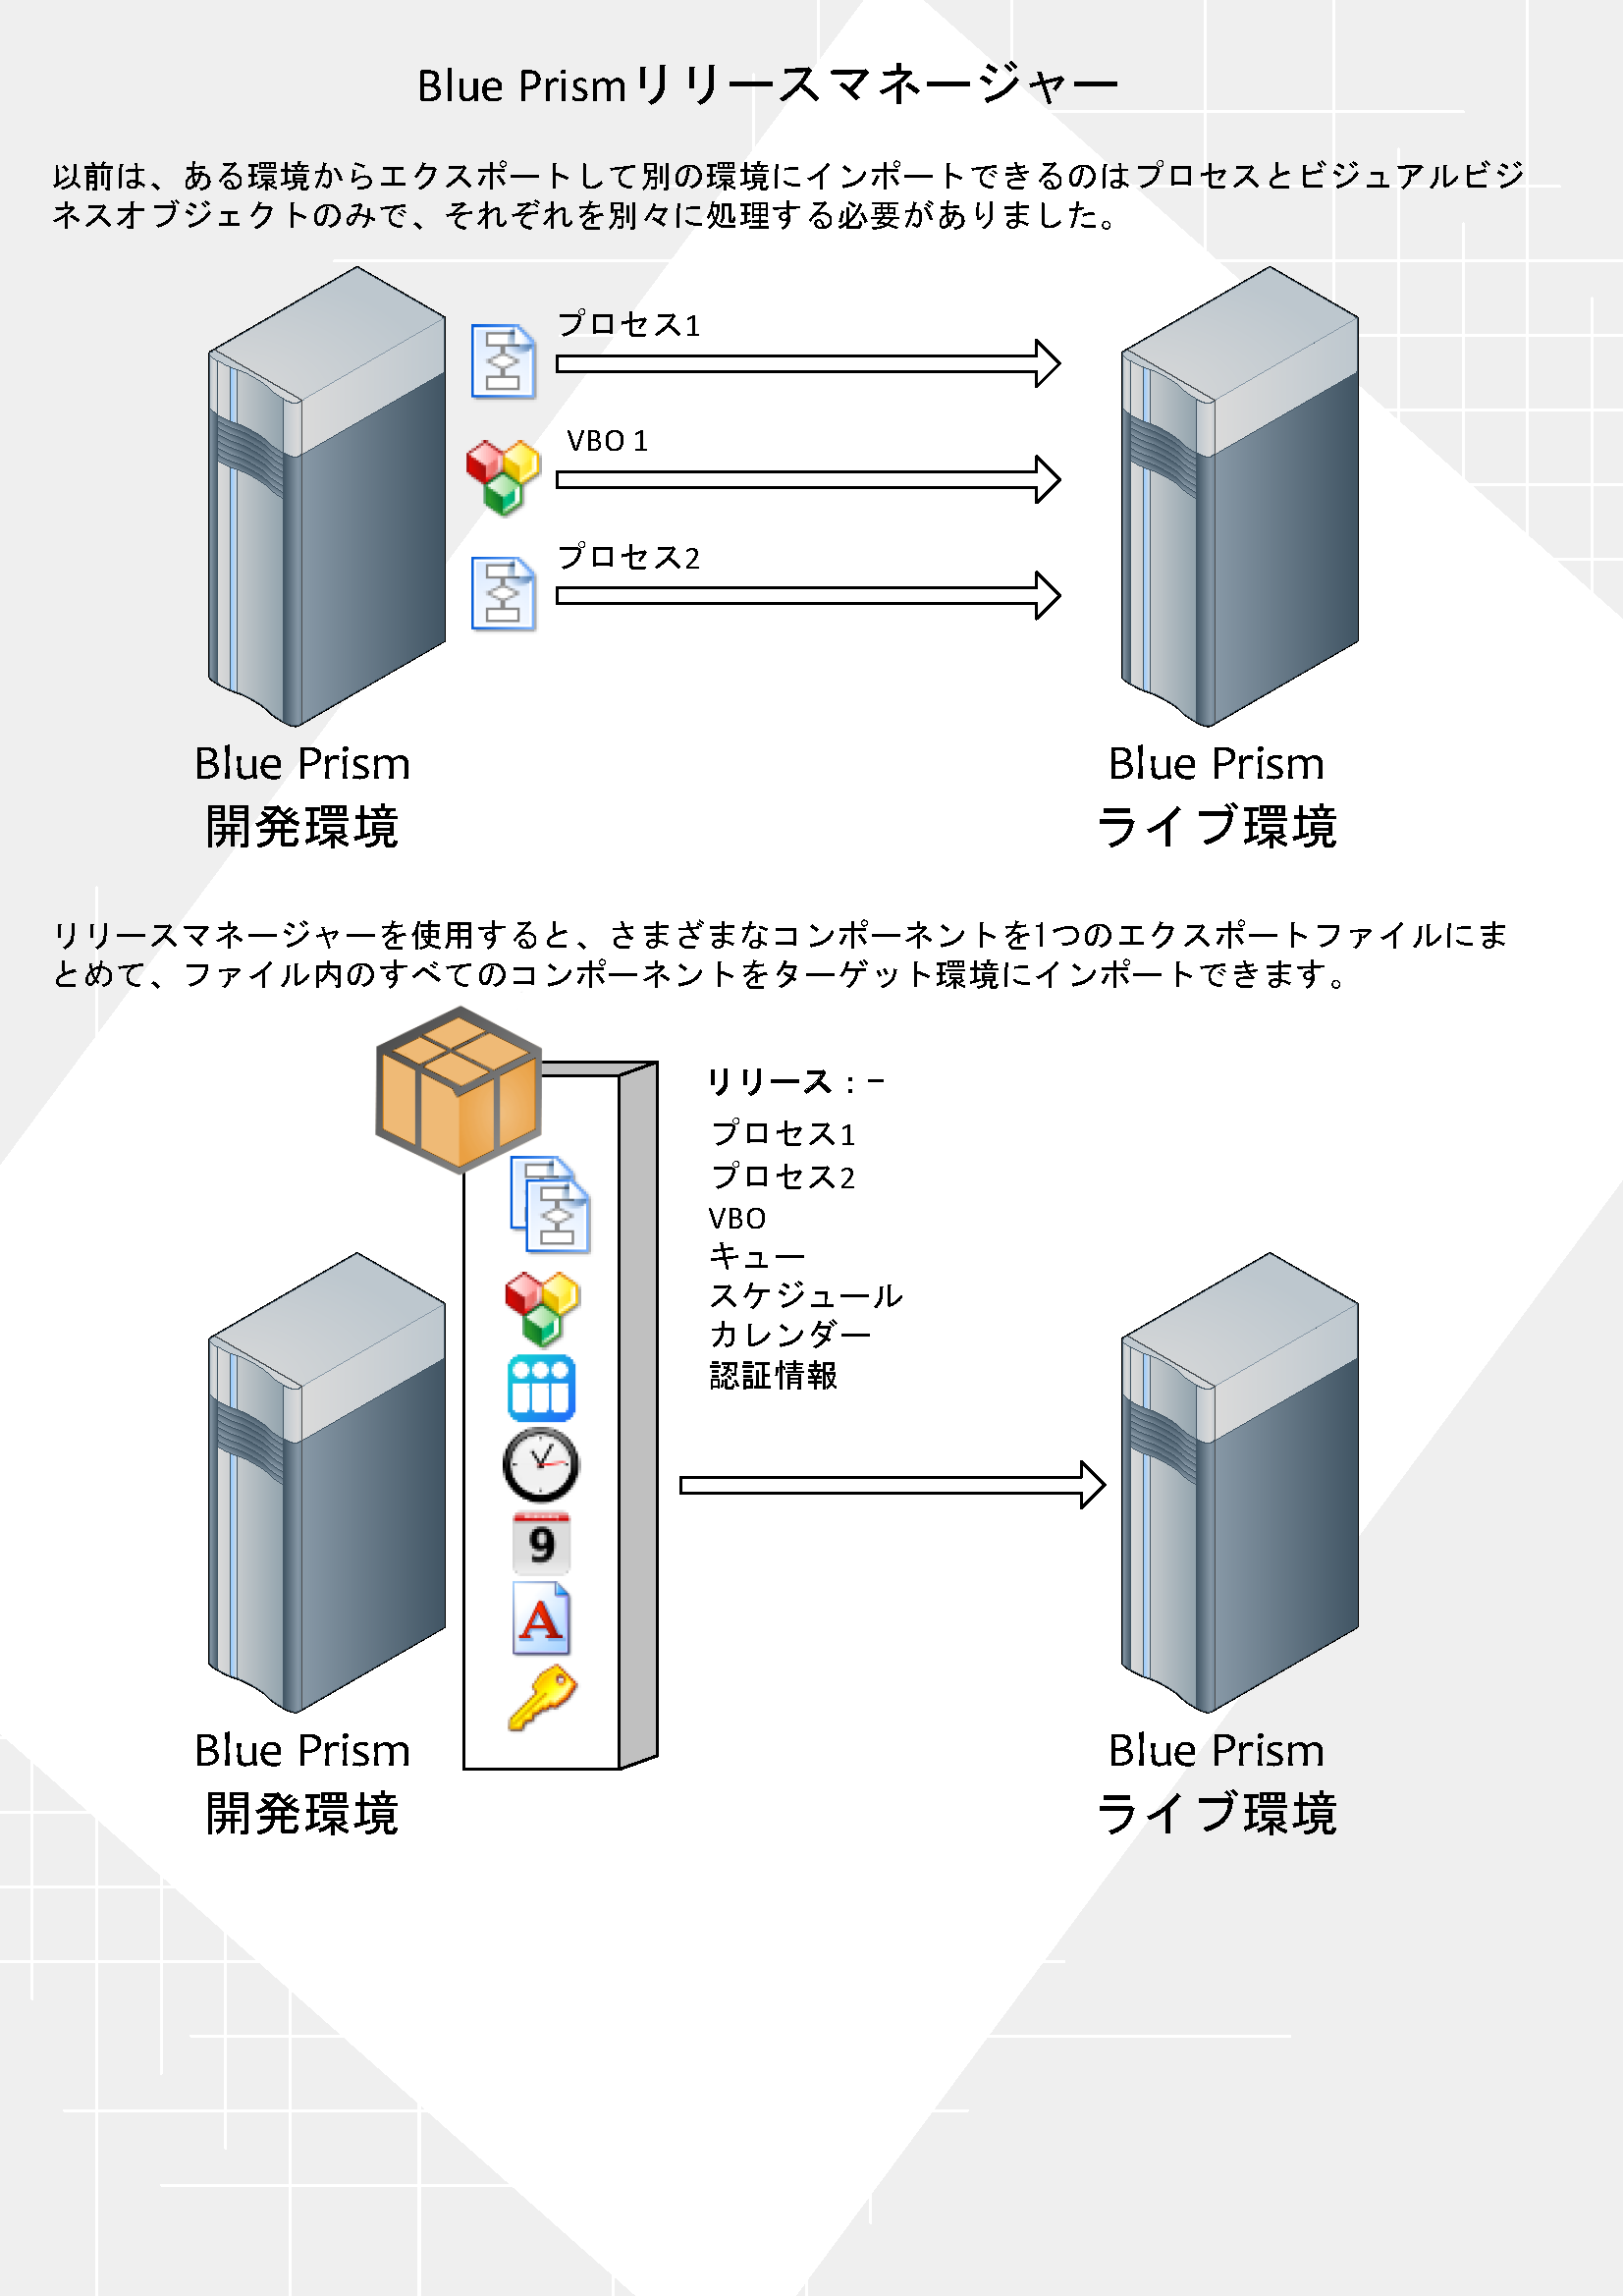 Blue Prismリリースマネージャー
以前は、ある環境からエクスポートして別の環境にインポートできるのはプロセスとビジュアルビジ
ネスオブジェクトのみで、それぞれを別々に処理する必要がありました。
プロセス1
VBO 1
プロセス2
Blue Prism
開発環境
Blue Prism
ライブ環境
リリースマネージャーを使用すると、さまざまなコンポーネントを1つのエクスポートファイルにま
とめて、ファイル内のすべてのコンポーネントをターゲット環境にインポートできます。
リリース：-
プロセス1
プロセス2
VBO
キュー
スケジュール
カレンダー
認証情報
9
A
Blue Prism
開発環境
Blue Prism
ライブ環境